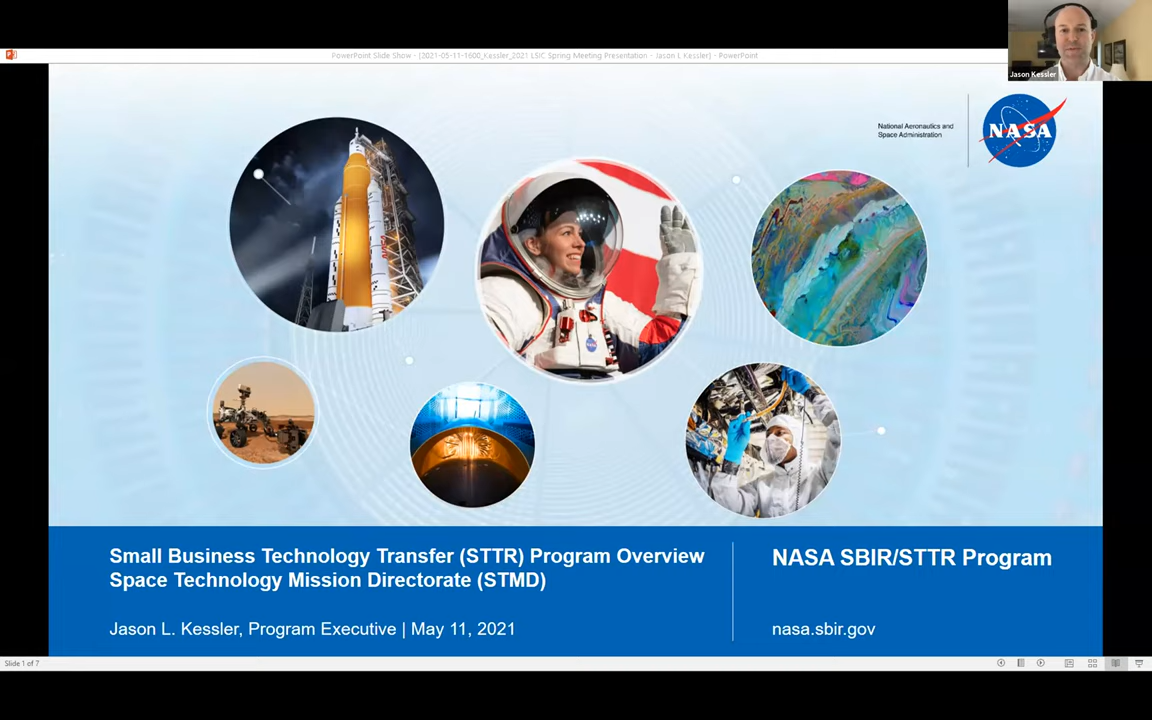 PowerPoint Slide Show - [2021-05-11-1600_Kessler_2021 LSIC Spring Meeting Presentation - Jason L Kessler] - PowerPoint
Jason Kessler
National Aeronautics and
Space Administration
NASA
NASA
Small Business Technology Transfer (STTR) Program Overview
Space Technology Mission Directorate (STMD)
Jason L. Kessler, Program Executive | May 11, 2021
NASA SBIR/STTR Program
nasa.sbir.gov
Slide 1 of 7